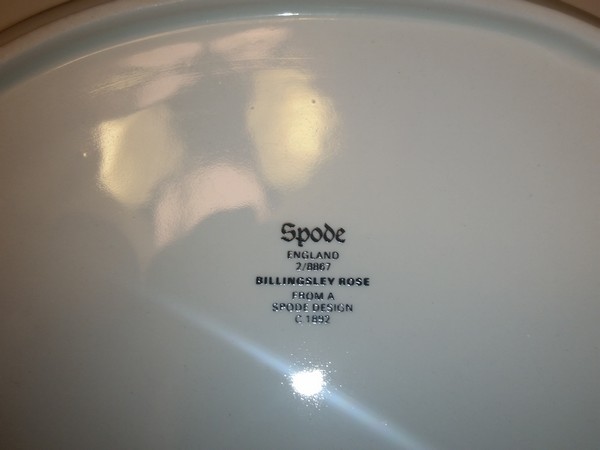 Spode
ENGLAND
2/8867
BILLINGSLEY ROSE
FROM A
SPODE DESIGN
C 1892